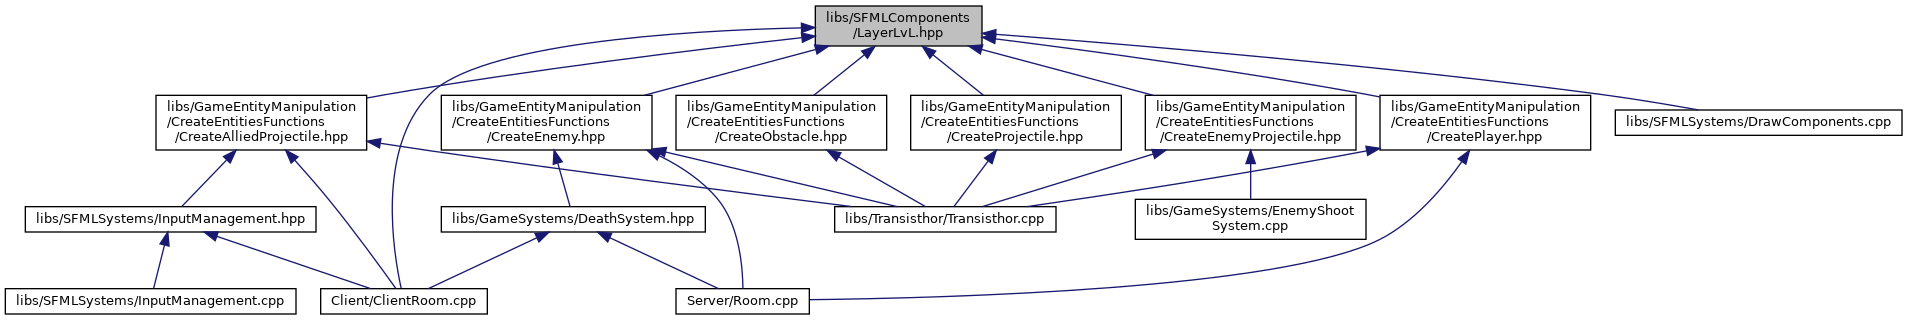 libs/SFMLComponents
/LayerLvL.hpp
libs/GameEntityManipulation
/CreateEntitiesFunctions
/CreateAlliedProjectile.hpp
libs/GameEntityManipulation
/CreateEntitiesFunctions
/CreateEnemy.hpp
libs/GameEntityManipulation
/CreateEntitiesFunctions
/CreateObstacle.hpp
libs/GameEntityManipulation
/CreateEntitiesFunctions
/CreateProjectile.hpp
libs/GameEntityManipulation
/CreateEntitiesFunctions
/CreateEnemyProjectile.hpp
libs/GameEntityManipulation
/CreateEntitiesFunctions
/CreatePlayer.hpp
libs/SFMLSystems/DrawComponents.cpp
libs/SFMLSystems/InputManagement.hpp
libs/GameSystems/DeathSystem.hpp
libs/Transisthor/Transisthor.cpp
libs/GameSystems/EnemyShoot
System.cpp
libs/SFMLSystems/InputManagement.cpp
Client/ClientRoom.cpp
Server/Room.cpp